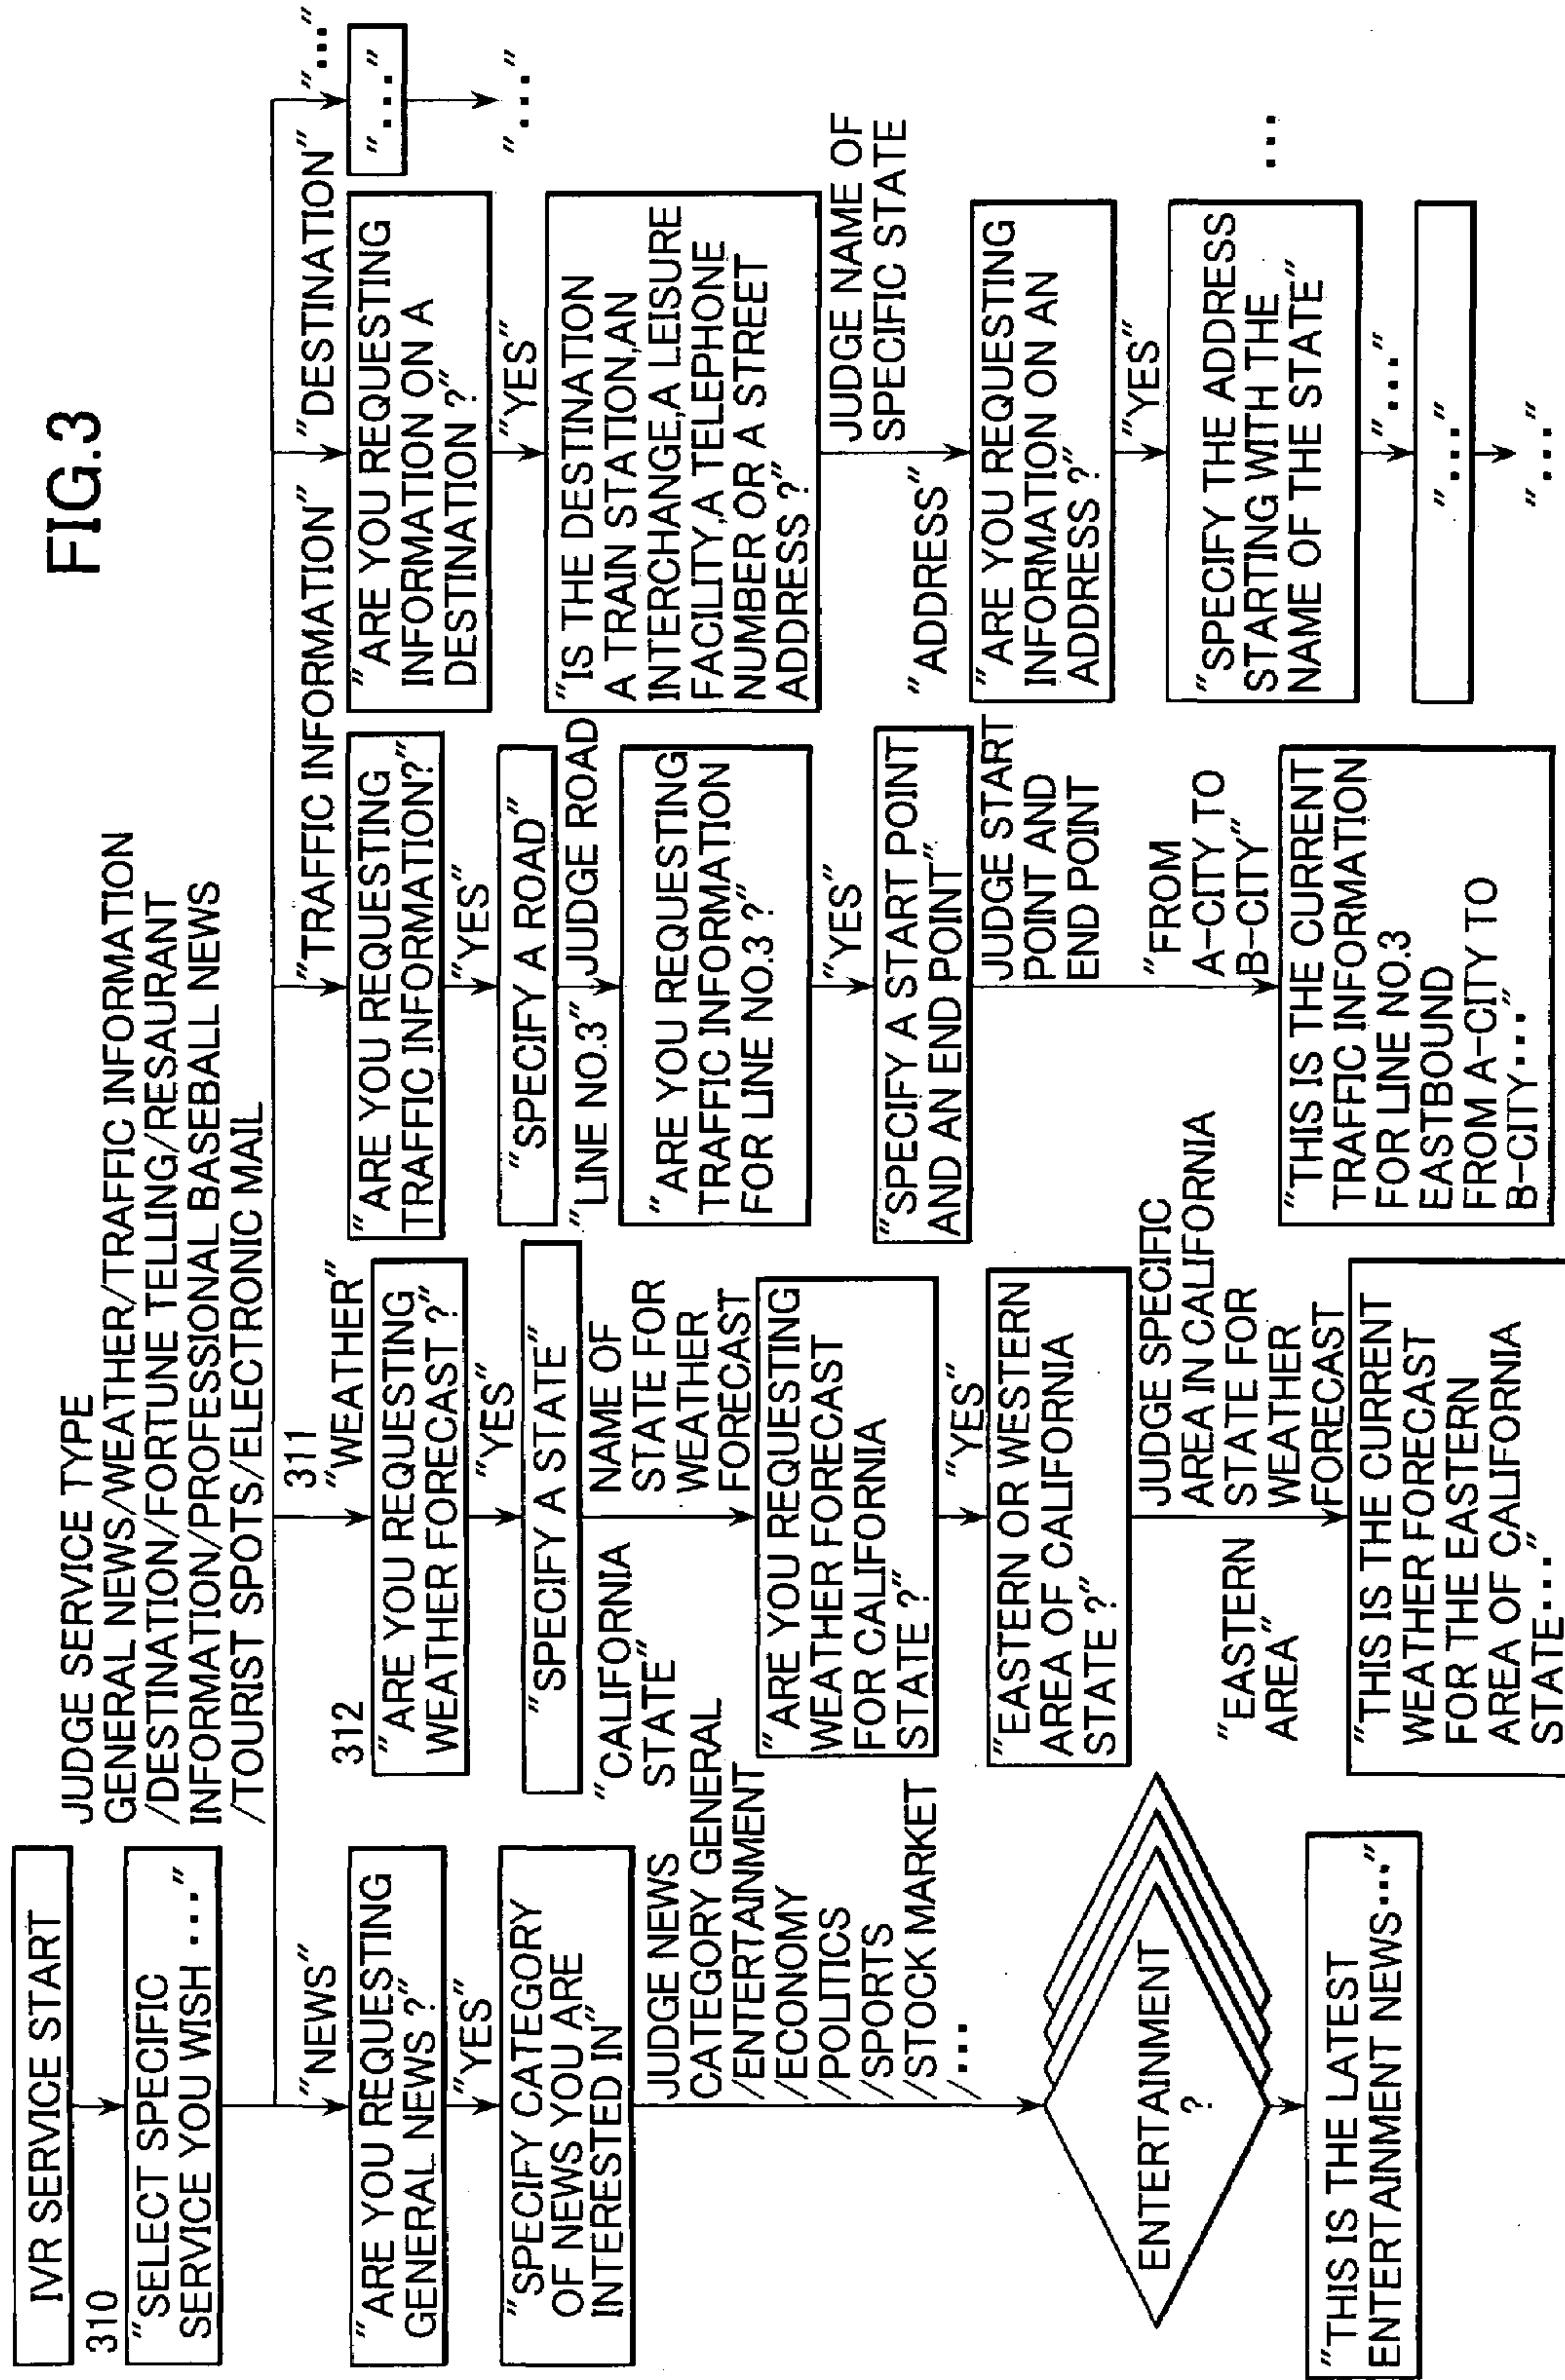 FIG.3
IVR SERVICE START
310
"SELECT SPECIFIC
SERVICE YOU WISH ..."
JUDGE SERVICE TYPE
GENERAL NEWS/WEATHER/TRAFFIC INFORMATION
/DESTINATION/FORTUNE TELLING/RESAURANT
INFORMATION/PROFESSIONAL BASEBALL NEWS
/TOURIST SPOTS/ELECTRONIC MAIL
"NEWS"
"ARE YOU REQUESTING
GENERAL NEWS ?"
"YES"
"SPECIFY CATEGORY
OF NEWS YOU ARE
INTERESTED IN"
JUDGE NEWS
CATEGORY GENERAL
/ENTERTAINMENT
/ECONOMY
/POLITICS
/SPORTS
/STOCK MARKET
/...
ENTERTAINMENT
?
"THIS IS THE LATEST
ENTERTAINMENT NEWS..."
311
"WEATHER"
312
"ARE YOU REQUESTING
WEATHER FORECAST ?"
"YES"
"SPECIFY A STATE"
"CALIFORNIA
STATE"
NAME OF
STATE FOR
WEATHER
FORECAST
"ARE YOU REQUESTING
WEATHER FORECAST
FOR CALIFORNIA
STATE ?"
"YES"
"EASTERN OR WESTERN
AREA OF CALIFORNIA
STATE ?"
"EASTERN
AREA"
JUDGE SPECIFIC
AREA IN CALIFORNIA
STATE FOR
WEATHER
FORECAST
"THIS IS THE CURRENT
WEATHER FORECAST
FOR THE EASTERN
AREA OF CALIFORNIA
STATE..."
"TRAFFIC INFORMATION"
"ARE YOU REQUESTING
TRAFFIC INFORMATION?"
"YES"
"SPECIFY A ROAD"
"LINE NO.3"
JUDGE ROAD
"ARE YOU REQUESTING
TRAFFIC INFORMATION
FOR LINE NO.3 ?"
"YES"
"SPECIFY A START POINT
AND AN END POINT"
JUDGE START
POINT AND
END POINT
"FROM
A-CITY TO
B-CITY"
"THIS IS THE CURRENT
TRAFFIC INFORMATION
FOR LINE NO.3
EASTBOUND
FROM A-CITY TO
B-CITY..."
"DESTINATION"
"ARE YOU REQUESTING
INFORMATION ON A
DESTINATION ?"
"YES"
"IS THE DESTINATION
A TRAIN STATION,AN
INTERCHANGE,A LEISURE
FACILITY,A TELEPHONE
NUMBER OR A STREET
ADDRESS ?"
"ADDRESS"
JUDGE NAME OF
SPECIFIC STATE
"ARE YOU REQUESTING
INFORMATION ON AN
ADDRESS ?"
"YES"
"SPECIFY THE ADDRESS
STARTING WITH THE
NAME OF THE STATE"
"..."
"..."
"..."
"..."
"..."
"..."
...